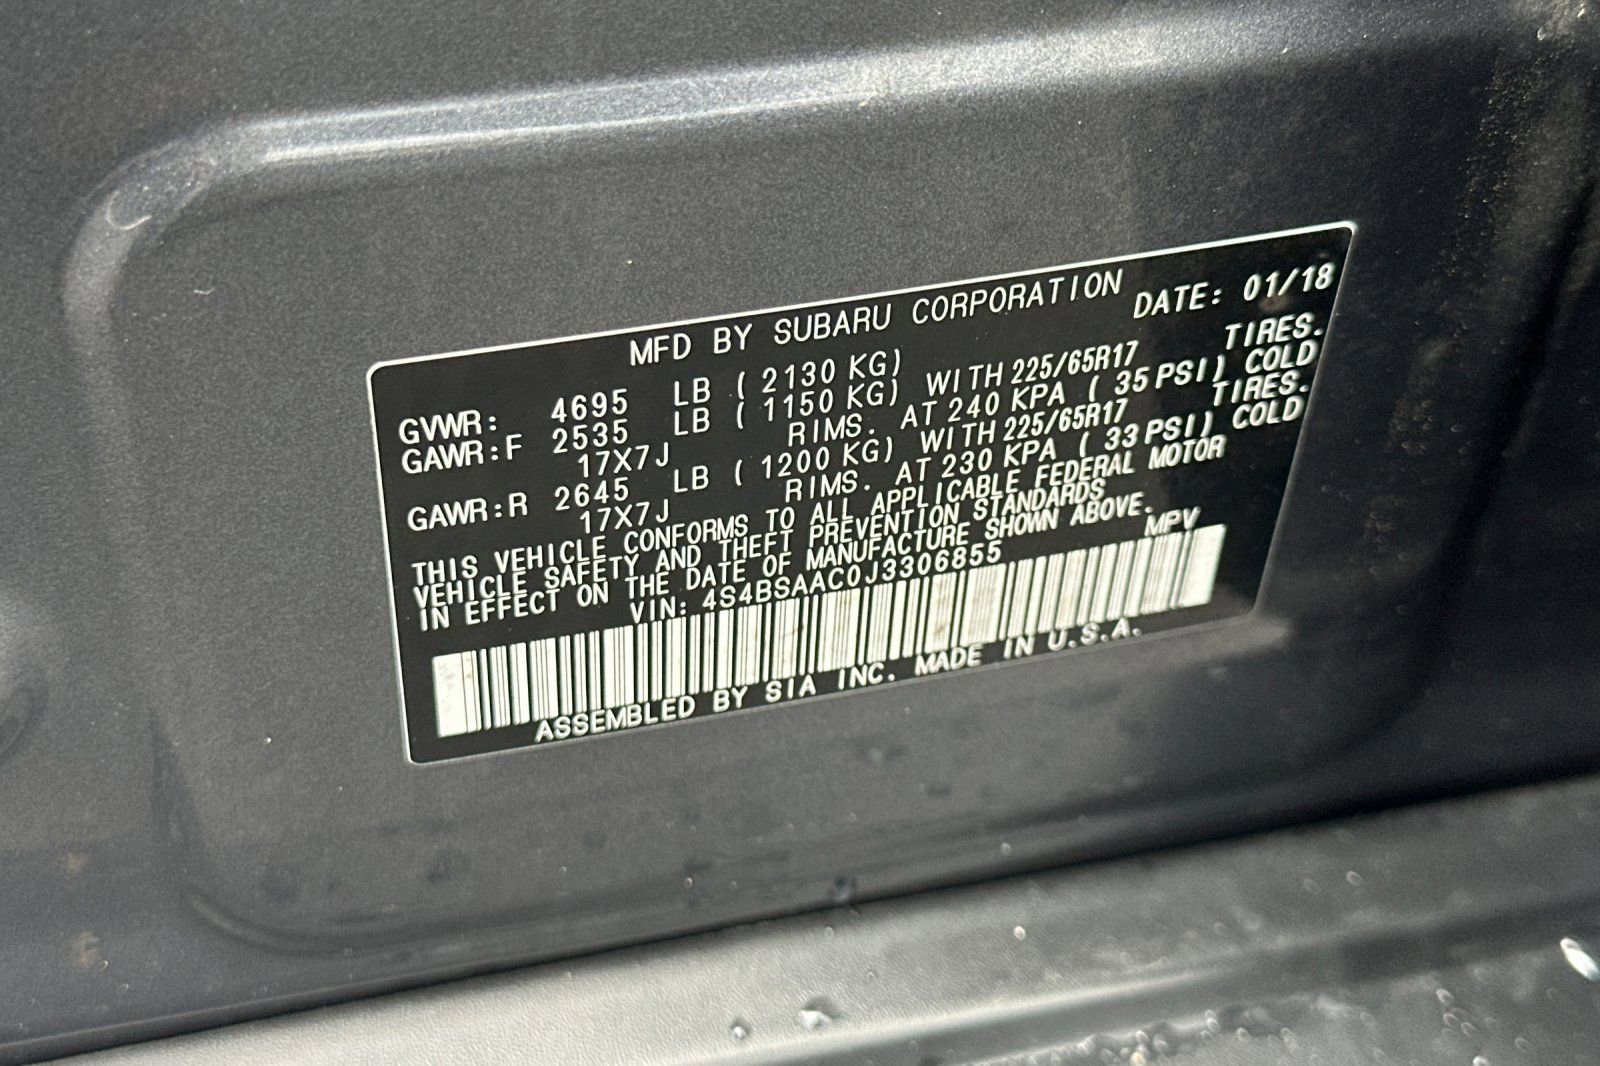 MFD BY SUBARU CORPORATION
DATE: 01/18
GVWR: 4695 LB ( 2130 KG)
GAWR:F 2535 LB ( 1150 KG) WITH 225/65R17 TIRES.
17X7J RIMS. AT 240 KPA ( 35 PSI) COLD
GAWR:R 2645 LB ( 1200 KG) WITH 225/65R17 TIRES.
17X7J RIMS. AT 230 KPA ( 33 PSI) COLD
THIS VEHICLE CONFORMS TO ALL APPLICABLE FEDERAL MOTOR
VEHICLE SAFETY AND THEFT PREVENTION STANDARDS
IN EFFECT ON THE DATE OF MANUFACTURE SHOWN ABOVE.
VIN: 4S4BSAAC0J3306855 MPV
ASSEMBLED BY SIA INC. MADE IN U.S.A.